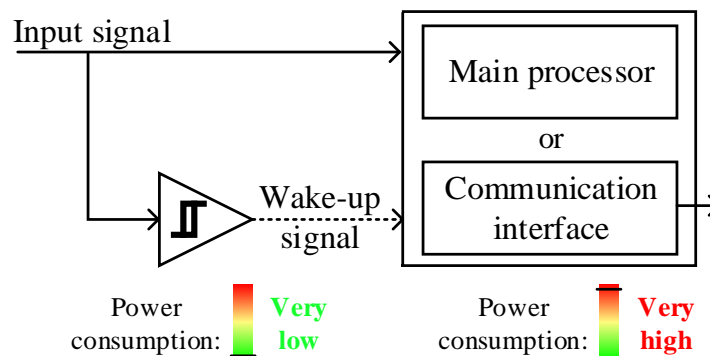 Input signal
Main processor
or
Wake-up
signal
Communication
interface
Power
consumption:
Very
low
Power
consumption:
Very
high